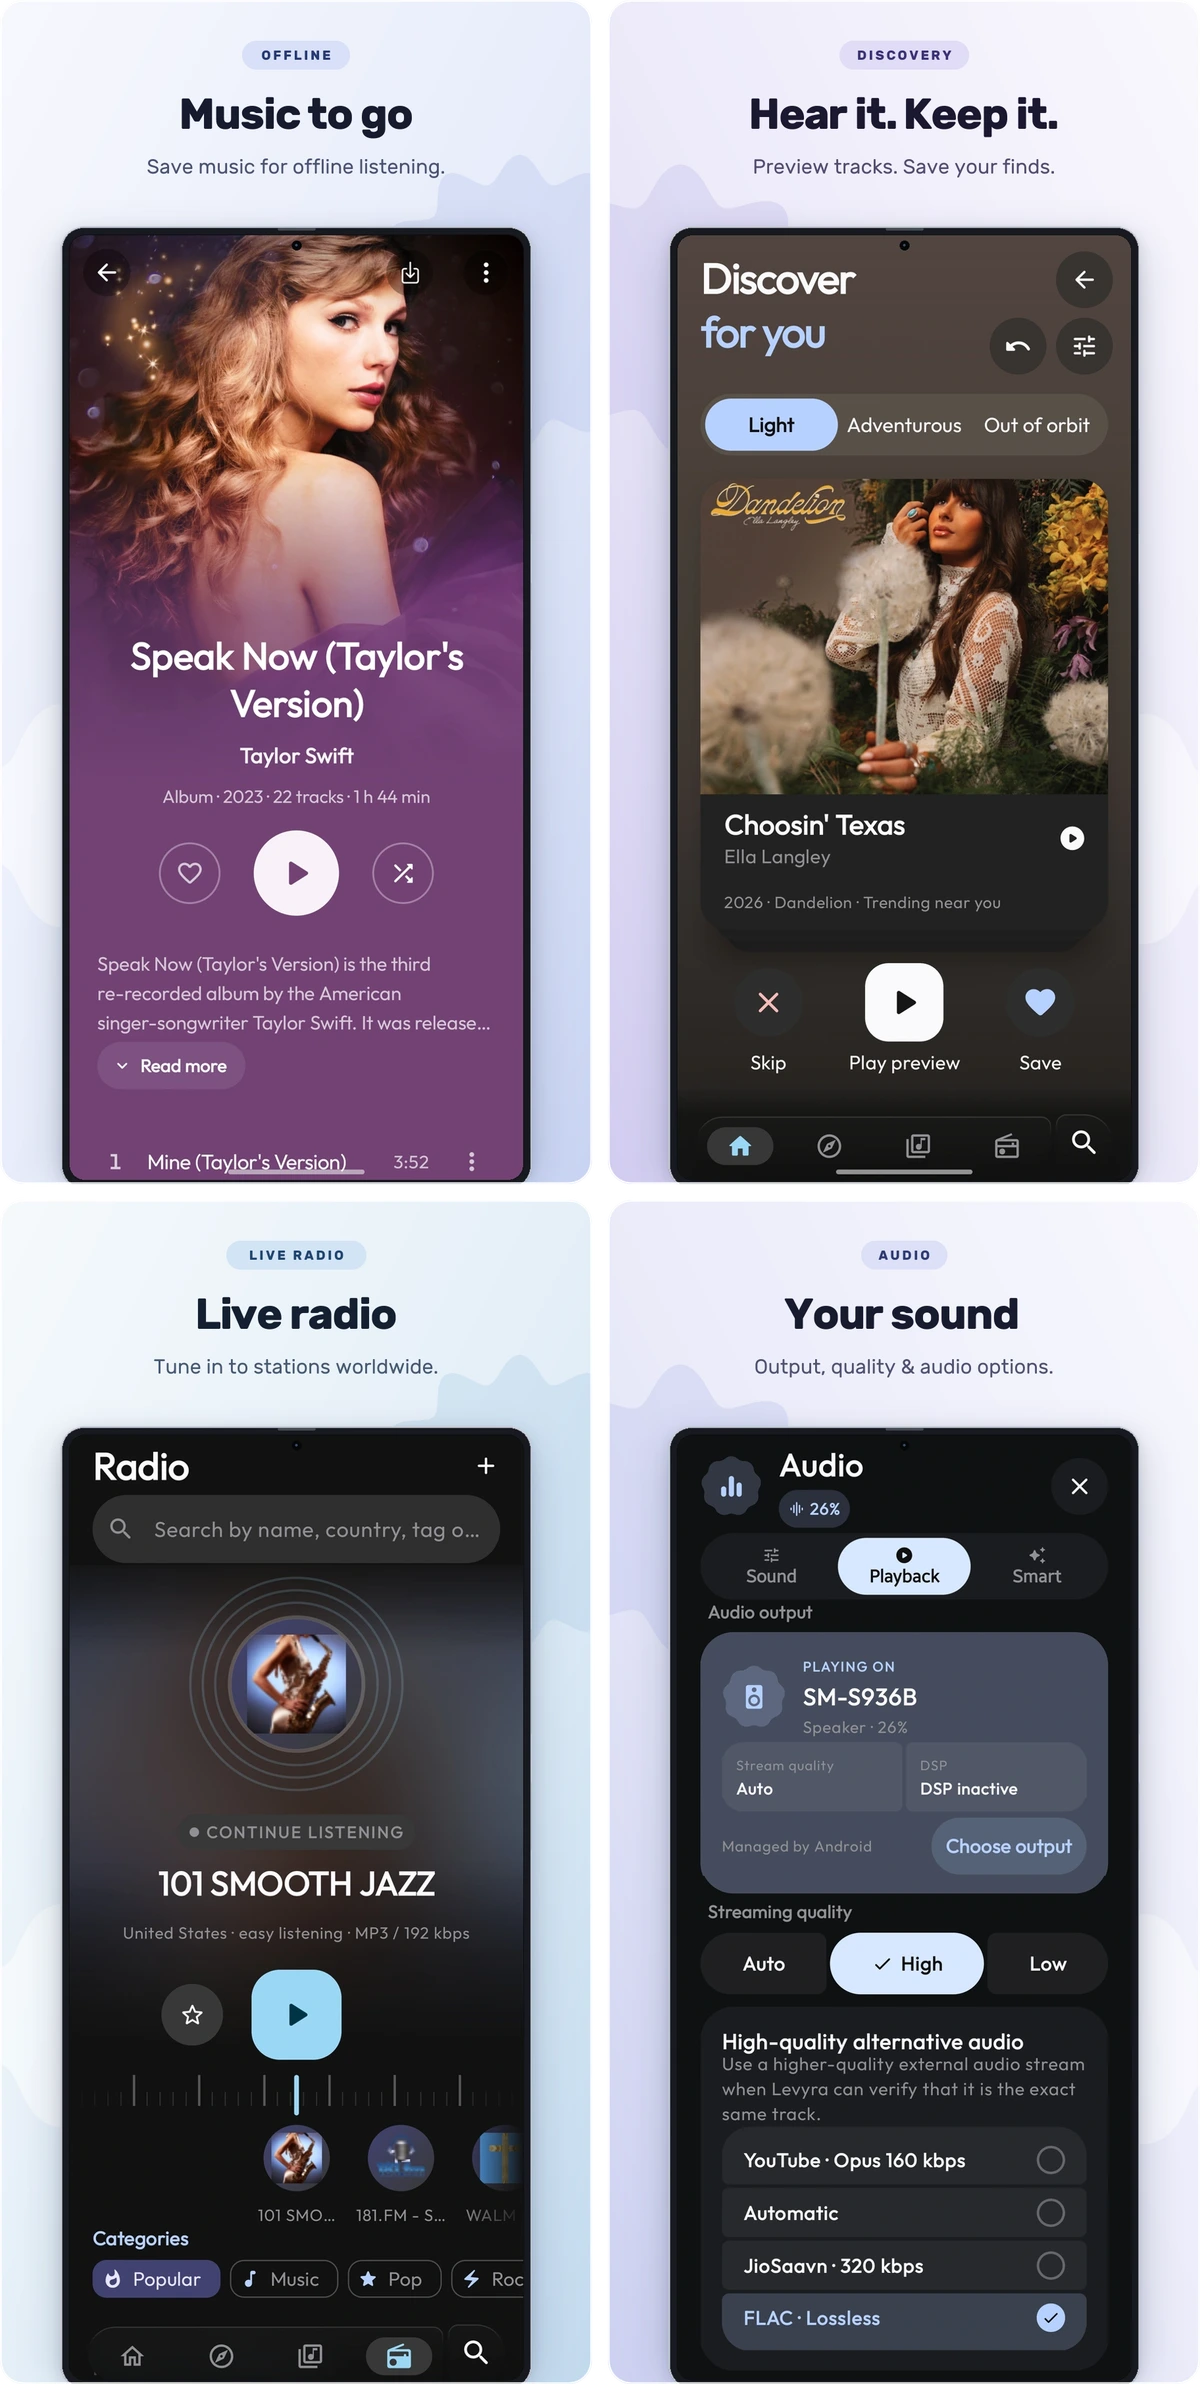 OFFLINE
Music to go
Save music for offline listening.
Speak Now (Taylor's
Version)
Taylor Swift
Album · 2023 · 22 tracks · 1 h 44 min
Speak Now (Taylor's Version) is the third
re-recorded album by the American
singer-songwriter Taylor Swift. It was release...
Read more
1 Mine (Taylor's Version) 3:52
DISCOVERY
Hear it. Keep it.
Preview tracks. Save your finds.
Discover
for you
Light Adventurous Out of orbit
Dandelion
Ella Langley
Choosin' Texas
Ella Langley
2026 · Dandelion · Trending near you
Skip Play preview Save
LIVE RADIO
Live radio
Tune in to stations worldwide.
Radio
Search by name, country, tag o...
CONTINUE LISTENING
101 SMOOTH JAZZ
United States · easy listening · MP3 / 192 kbps
101 SMO... 181.FM - S... WALM
Categories
Popular Music Pop Roc
AUDIO
Your sound
Output, quality & audio options.
Audio
26%
Sound Playback Smart
Audio output
PLAYING ON
SM-S936B
Speaker · 26%
Stream quality DSP
Auto DSP inactive
Managed by Android Choose output
Streaming quality
Auto High Low
High-quality alternative audio
Use a higher-quality external audio stream
when Levyra can verify that it is the exact
same track.
YouTube · Opus 160 kbps
Automatic
JioSaavn · 320 kbps
FLAC · Lossless